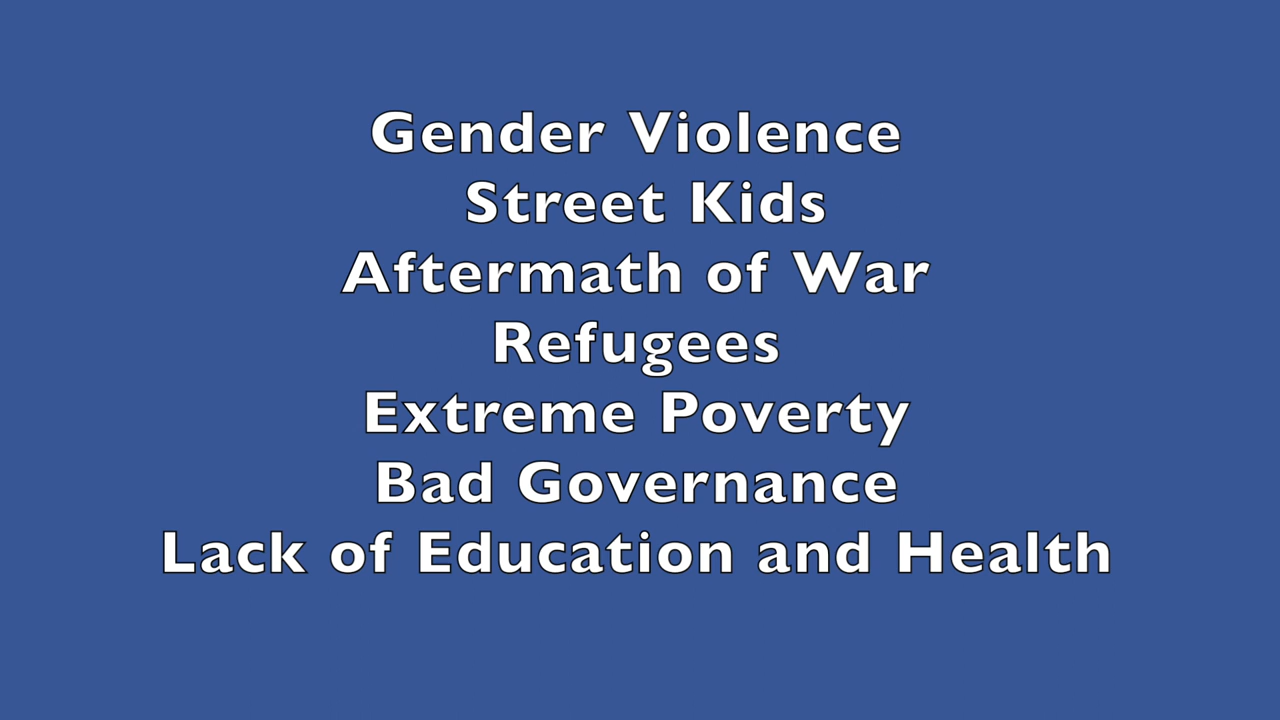 Gender Violence
Street Kids
Aftermath of War
Refugees
Extreme Poverty
Bad Governance
Lack of Education and Health